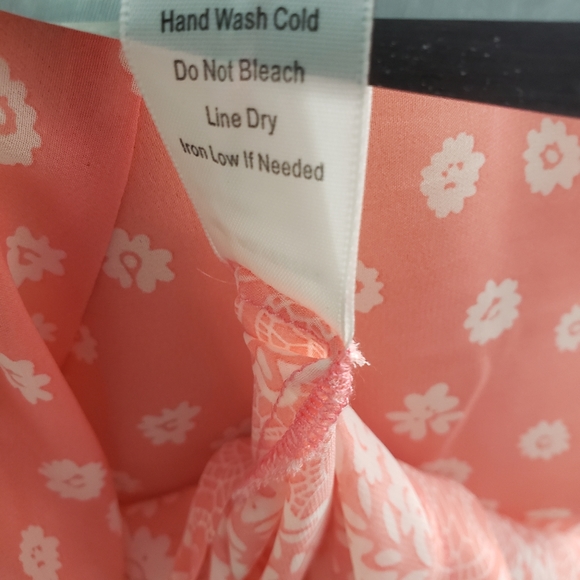 Hand Wash Cold
Do Not Bleach
Line Dry
Iron Low If Needed